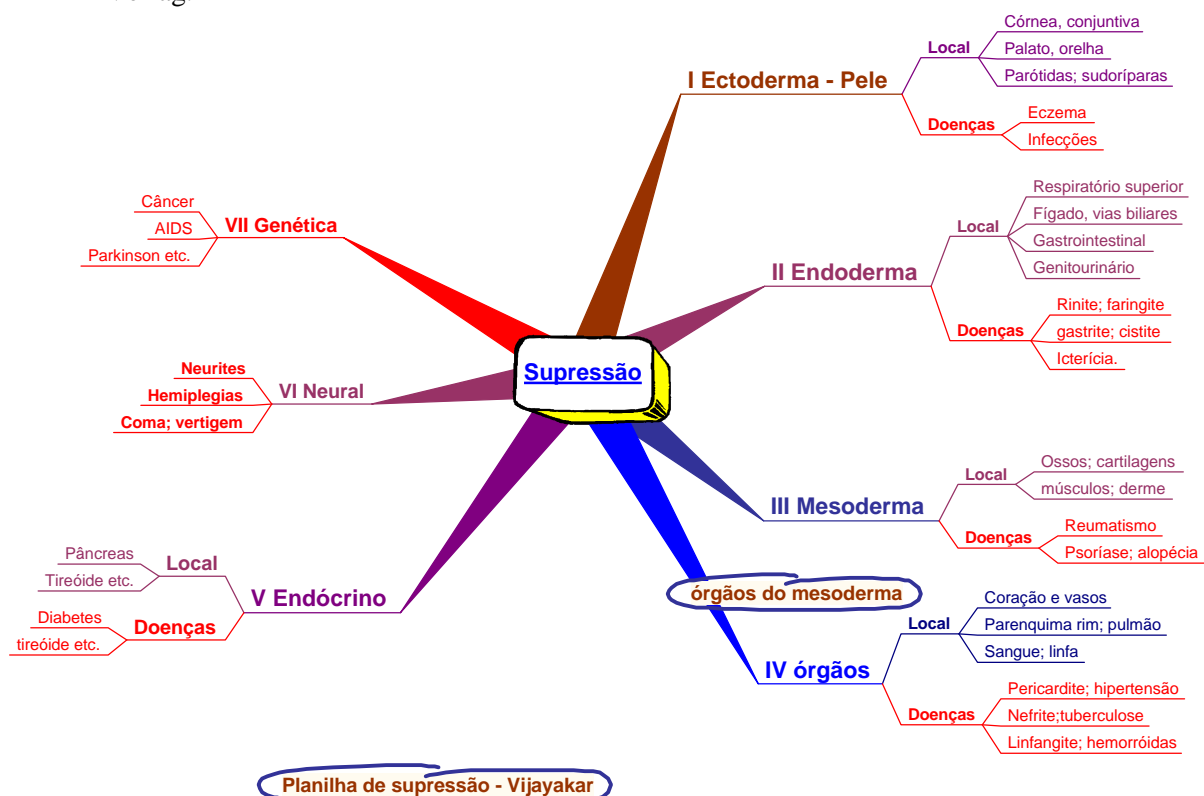 I Ectoderma - Pele
Local
Córnea, conjuntiva
Palato, orelha
Parótidas; sudoríparas
Doenças
Eczema
Infecções
II Endoderma
Local
Respiratório superior
Fígado, vias biliares
Gastrointestinal
Genitourinário
Doenças
Rinite; faringite
gastrite; cistite
Icterícia.
Supressão
III Mesoderma
Local
Ossos; cartilagens
músculos; derme
Doenças
Reumatismo
Psoríase; alopécia
órgãos do mesoderma
IV órgãos
Local
Coração e vasos
Parenquima rim; pulmão
Sangue; linfa
Doenças
Pericardite; hipertensão
Nefrite;tuberculose
Linfangite; hemorróidas
V Endócrino
Local
Pâncreas
Tireóide etc.
Doenças
Diabetes
tireóide etc.
VI Neural
Neurites
Hemiplegias
Coma; vertigem
VII Genética
Câncer
AIDS
Parkinson etc.
Planilha de supressão - Vijayakar